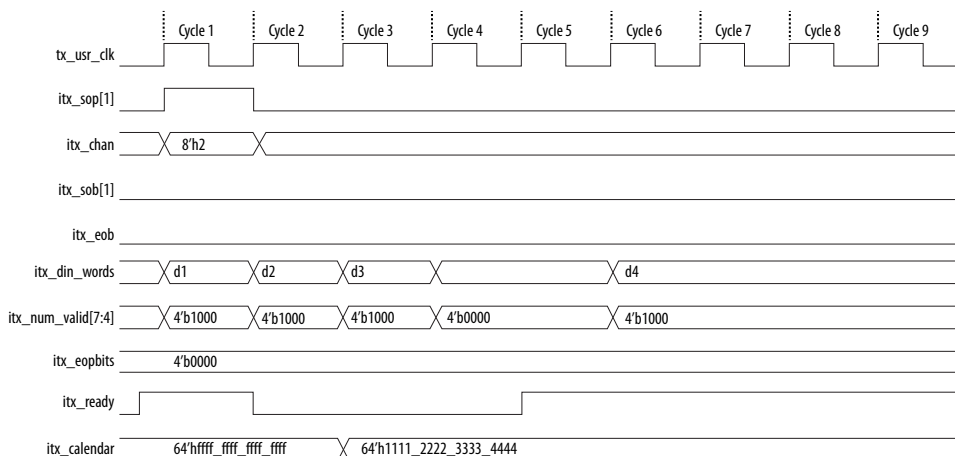 Cycle 1 Cycle 2 Cycle 3 Cycle 4 Cycle 5 Cycle 6 Cycle 7 Cycle 8 Cycle 9
tx_usr_clk
itx_sop[1]
itx_chan 8'h2
itx_sob[1]
itx_eob
itx_din_words d1 d2 d3 d4
itx_num_valid[7:4] 4'b1000 4'b1000 4'b1000 4'b0000 4'b1000
itx_eopbits 4'b0000
itx_ready
itx_calendar 64'hffff_ffff_ffff_ffff 64'h1111_2222_3333_4444